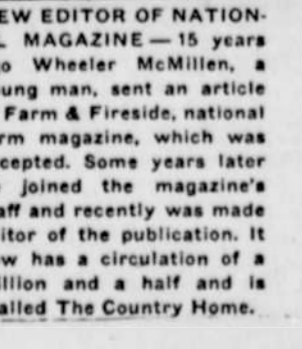 EW EDITOR OF NATION-
L MAGAZINE — 15 years
o Wheeler McMillen, a
ung man, sent an article
Farm & Fireside, national
rm magazine, which was
cepted. Some years later
joined the magazine's
aff and recently was made
itor of the publication. It
w has a circulation of a
illion and a half and is
alled The Country Home.